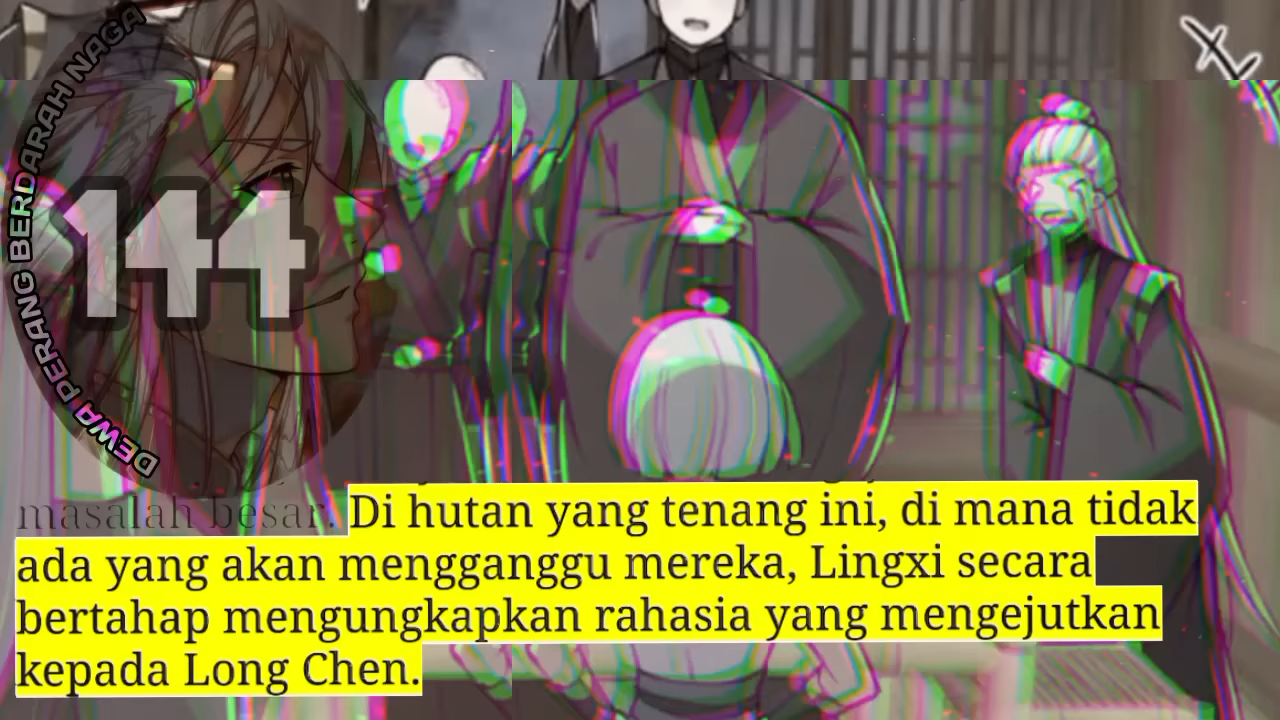 DEWA PERANG BERDARAH NAGA
144
masalah besar. Di hutan yang tenang ini, di mana tidak
ada yang akan mengganggu mereka, Lingxi secara
bertahap mengungkapkan rahasia yang mengejutkan
kepada Long Chen.